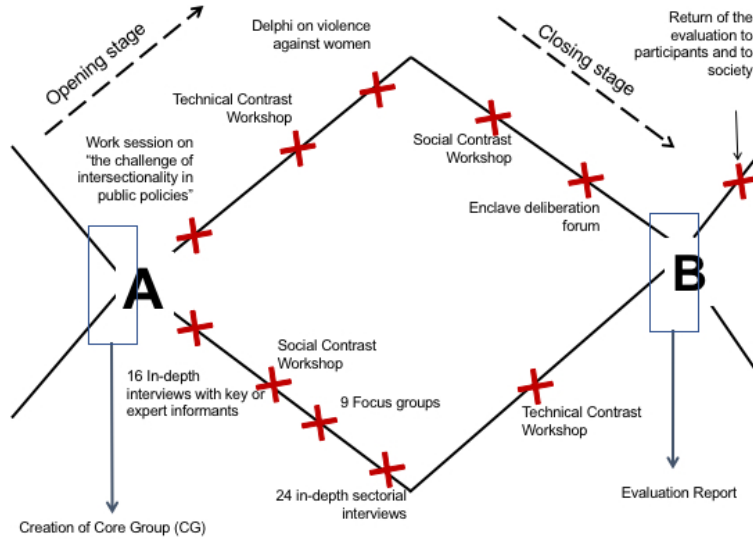 Opening stage
Delphi on violence
against women
Closing stage
Return of the
evaluation to
participants and to
society
Technical Contrast
Workshop
Work session on
“the challenge of
intersectionality in
public policies”
Social Contrast
Workshop
Enclave deliberation
forum
A
B
16 In-depth
interviews with key or
expert informants
Social Contrast
Workshop
9 Focus groups
Technical Contrast
Workshop
24 in-depth sectorial
interviews
Evaluation Report
Creation of Core Group (CG)